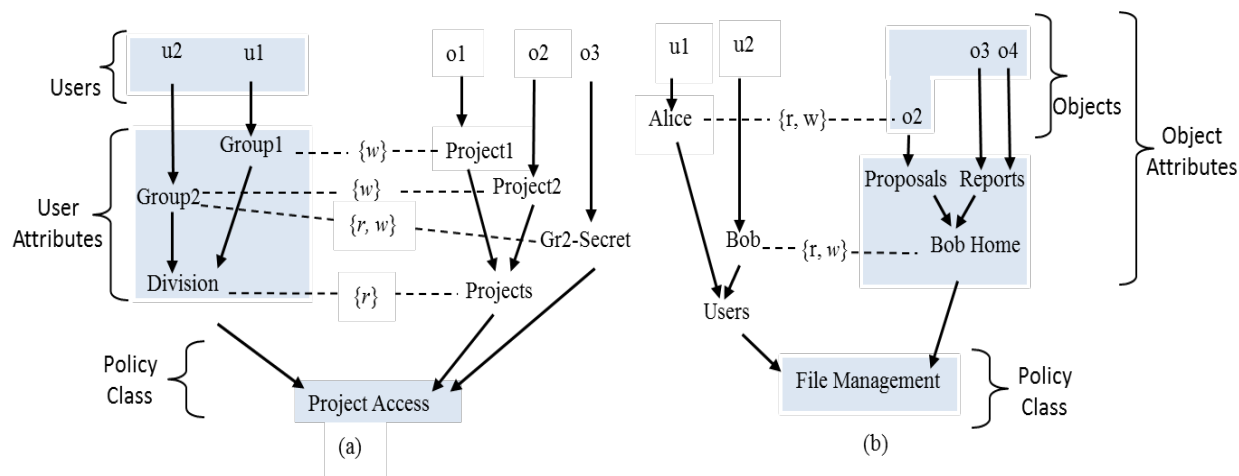 u2 u1 o1 o2 o3
Users
Group1 {w} Project1
Group2 {w} Project2
User
Attributes
{r, w} Gr2-Secret
Division {r} Projects
Policy
Class
Project Access
(a)
u1 u2 o3 o4
Alice {r, w} o2
Objects
Object
Attributes
Proposals Reports
Bob {r, w} Bob Home
Users
File Management
Policy
Class
(b)